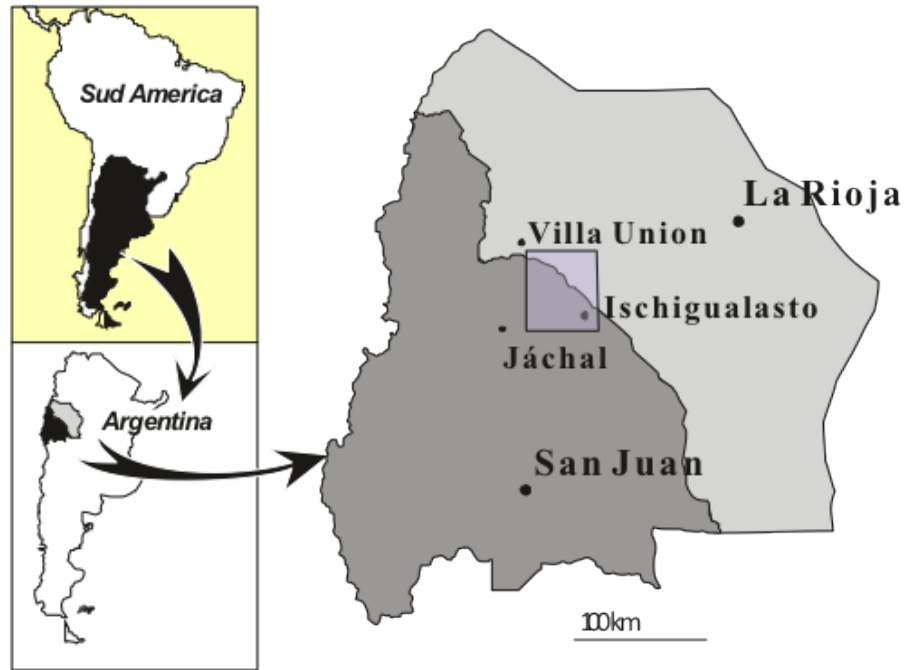 Sud America
Argentina
La Rioja
Villa Union
Ischigualasto
Jáchal
San Juan
100km